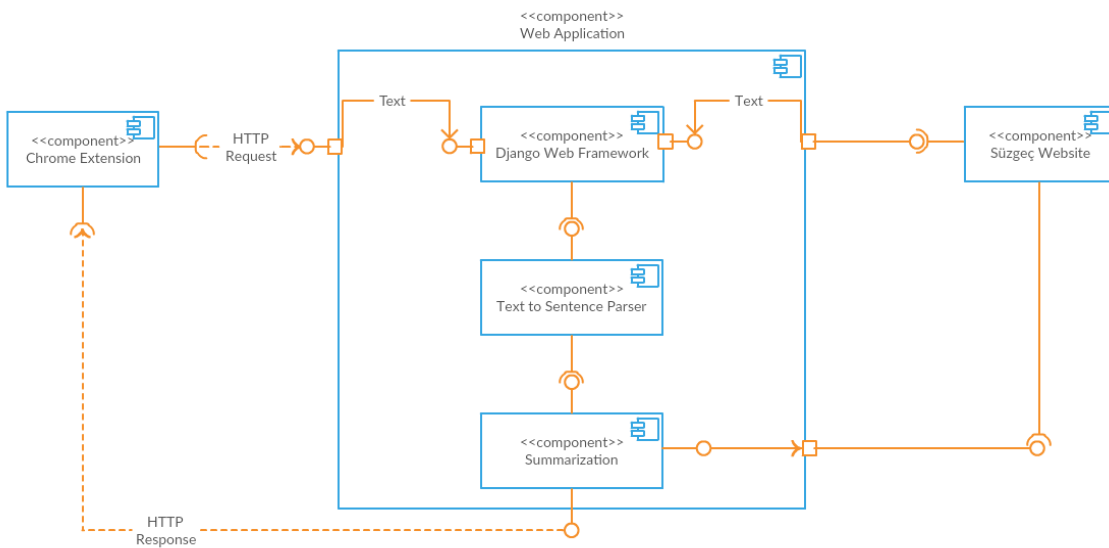 <<component>>
Web Application
Text
Text
<<component>>
Chrome Extension
HTTP
Request
<<component>>
Django Web Framework
<<component>>
Süzgeç Website
<<component>>
Text to Sentence Parser
<<component>>
Summarization
HTTP
Response